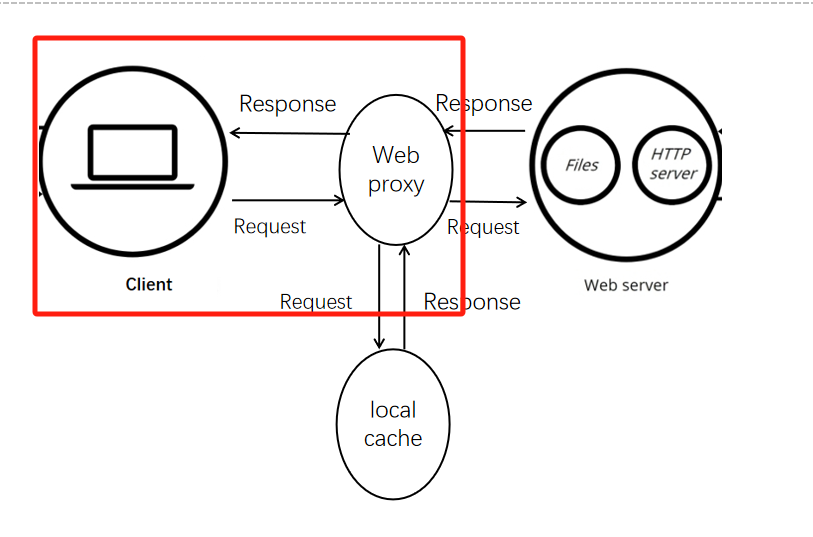 Response
Response
Web
proxy
Files
HTTP
server
Request
Request
Client
Web server
Request
Response
local
cache